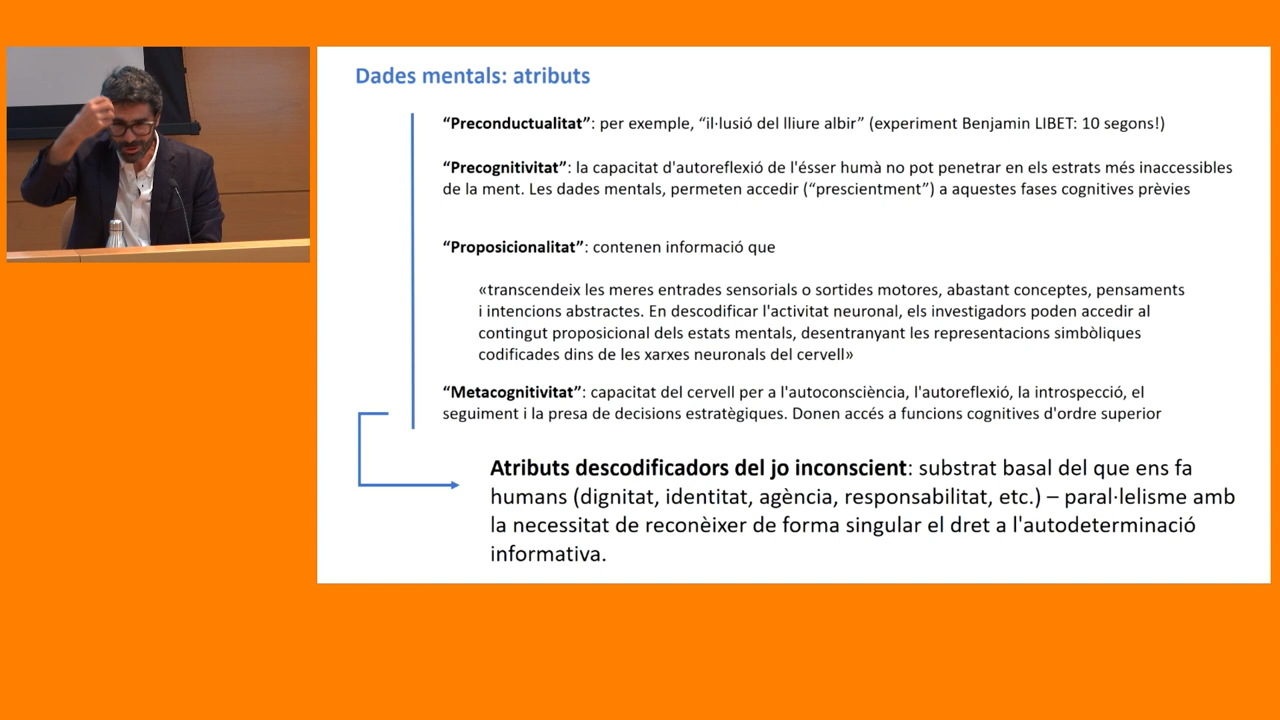 Dades mentals: atributs
“Preconductualitat”: per exemple, “il·lusió del lliure albir” (experiment Benjamin LIBET: 10 segons!)
“Precognitivitat”: la capacitat d'autoreflexió de l'ésser humà no pot penetrar en els estrats més inaccessibles
de la ment. Les dades mentals, permeten accedir (“prescientment”) a aquestes fases cognitives prèvies
“Proposicionalitat”: contenen informació que
«transcendeix les meres entrades sensorials o sortides motores, abastant conceptes, pensaments
i intencions abstractes. En descodificar l'activitat neuronal, els investigadors poden accedir al
contingut proposicional dels estats mentals, desentranyant les representacions simbòliques
codificades dins de les xarxes neuronals del cervell»
“Metacognitivitat”: capacitat del cervell per a l'autoconsciència, l'autoreflexió, la introspecció, el
seguiment i la presa de decisions estratègiques. Donen accés a funcions cognitives d'ordre superior
Atributs descodificadors del jo inconscient: substrat basal del que ens fa
humans (dignitat, identitat, agència, responsabilitat, etc.) – paral·lelisme amb
la necessitat de reconèixer de forma singular el dret a l'autodeterminació
informativa.